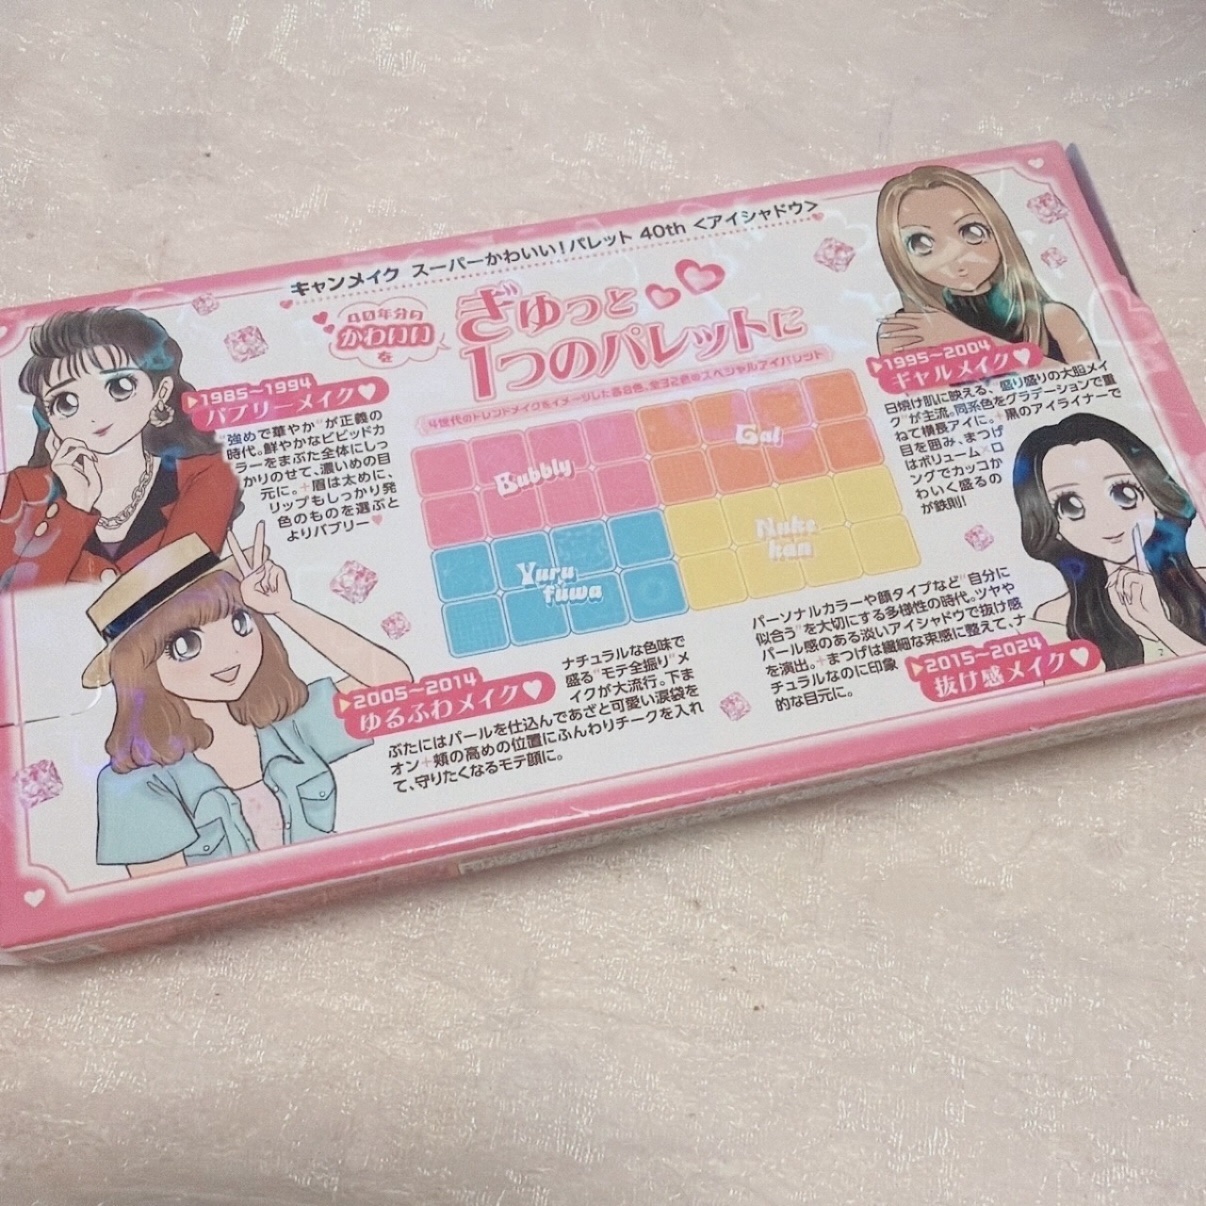 キャンメイク スーパーかわいい！パレット 40th <アイシャドウ>
40年分の
かわいい
を
ぎゅっと
1つのパレットに
4世代のトレンドメイクをイメージした各8色、全32色のスペシャルアイパレット
Bubbly
Gal
Yuru
fuwa
Nuke
kan
▶1985~1994
バブリーメイク♥
"強めで華やか"が正義の
時代。鮮やかなビビッドカ
ラーをまぶた全体にしっ
かりのせて、濃いめの目
元に。+眉は太めに、
リップもしっかり発
色のものを選ぶと
よりバブリー♥
▶1995~2004
ギャルメイク♥
日焼け肌に映える、"盛り盛りの大胆メイ
ク"が主流。同系色をグラデーションで重
ねて横長アイに。+黒のアイライナーで
目を囲み、まつげ
はボリューム×ロ
ングでカッコか
わいく盛るの
が鉄則!
▶2005~2014
ゆるふわメイク♥
ナチュラルな色味で
盛る"モテ全振り"メ
イクが大流行。下ま
ぶたにはパールを仕込んであざと可愛い涙袋を
オン+頬の高めの位置にふんわりチークを入れ
て、守りたくなるモテ顔に。
▶2015~2024
抜け感メイク♥
パーソナルカラーや顔タイプなど"自分に
似合う"を大切にする多様性の時代。ツヤや
パール感のある淡いアイシャドウで抜け感
を演出。+まつげは繊細な束感に整えて、ナ
チュラルなのに印象
的な目元に。